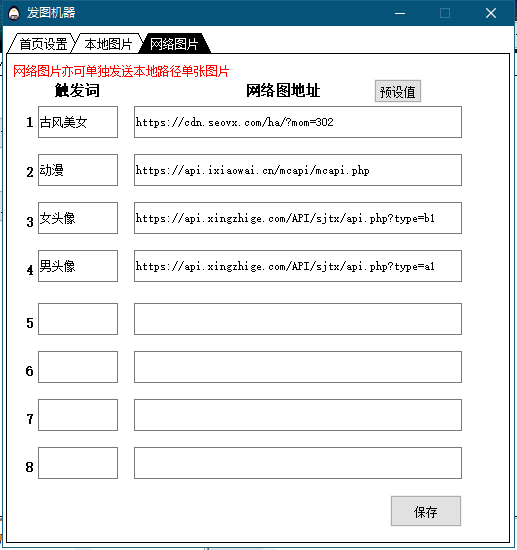 发图机器
首页设置 本地图片 网络图片
网络图片亦可单独发送本地路径单张图片
触发词 网络图地址 预设值
1 古风美女 https://cdn.seovx.com/ha/?mom=302
2 动漫 https://api.ixiaowai.cn/mcapi/mcapi.php
3 女头像 https://api.xingzhige.com/API/sjtx/api.php?type=b1
4 男头像 https://api.xingzhige.com/API/sjtx/api.php?type=a1
5
6
7
8
保存